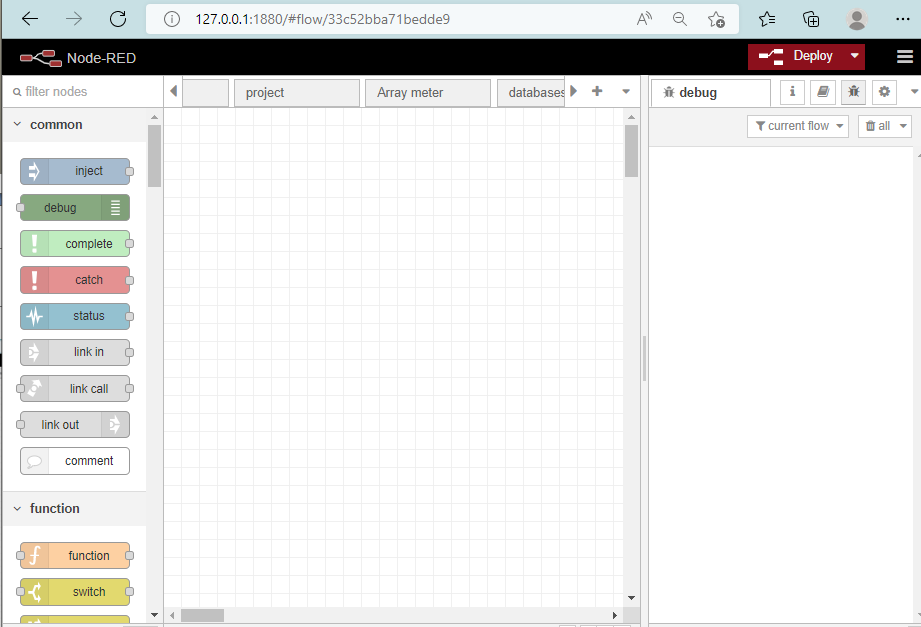 127.0.0.1:1880/#flow/33c52bba71bedde9
Node-RED
Deploy
filter nodes
project
Array meter
databases
debug
common
current flow
all
inject
debug
complete
catch
status
link in
link call
link out
comment
function
function
switch